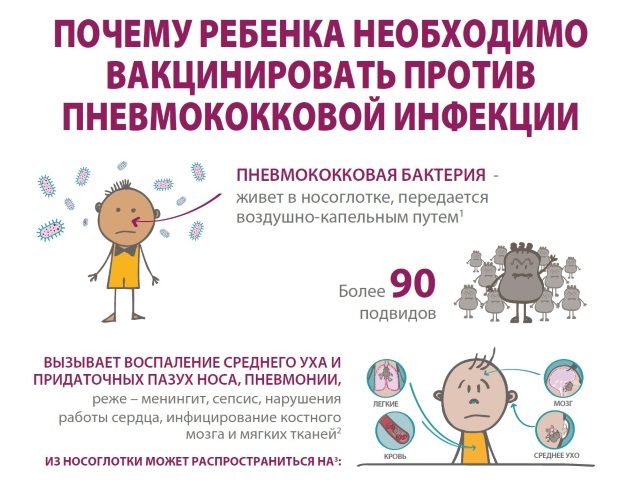 ПОЧЕМУ РЕБЕНКА НЕОБХОДИМО
ВАКЦИНИРОВАТЬ ПРОТИВ
ПНЕВМОКОККОВОЙ ИНФЕКЦИИ
ПНЕВМОКОККОВАЯ БАКТЕРИЯ -
живет в носоглотке, передается
воздушно-капельным путем¹
Более 90
подвидов
ВЫЗЫВАЕТ ВОСПАЛЕНИЕ СРЕДНЕГО УХА И
ПРИДАТОЧНЫХ ПАЗУХ НОСА, ПНЕВМОНИИ,
реже – менингит, сепсис, нарушения
работы сердца, инфицирование костного
мозга и мягких тканей²
ИЗ НОСОГЛОТКИ МОЖЕТ РАСПРОСТРАНИТЬСЯ НА³:
ЛЕГКИЕ
МОЗГ
КРОВЬ
СРЕДНЕЕ УХО